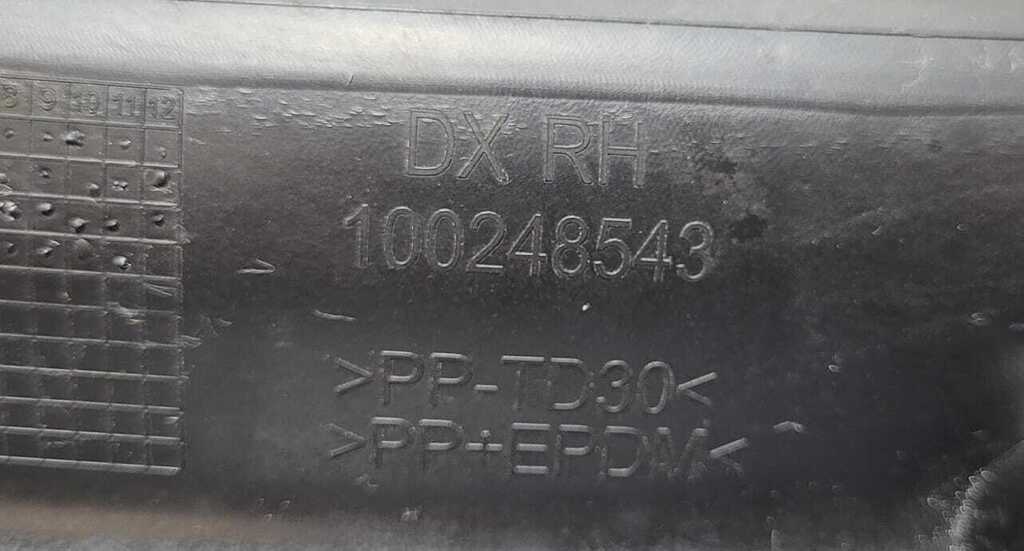 8 9 10 11 12
DX RH
100248543
>PP-TD30<
>PP+EPDM<